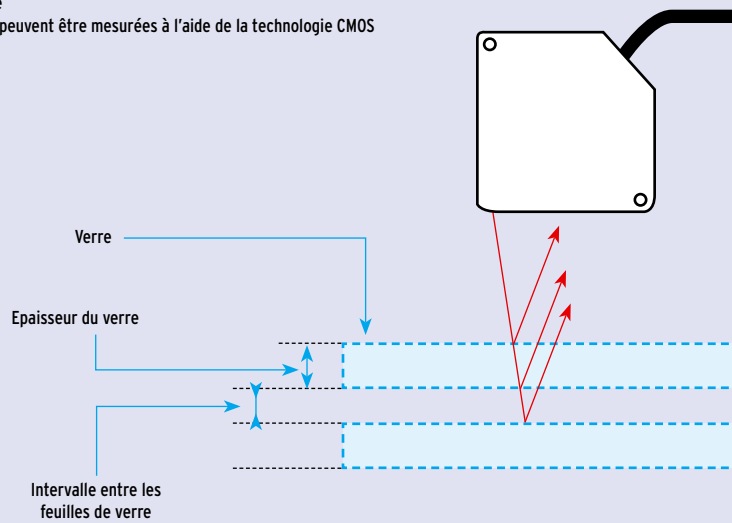 peuvent être mesurées à l'aide de la technologie CMOS
Verre
Epaisseur du verre
Intervalle entre les
feuilles de verre